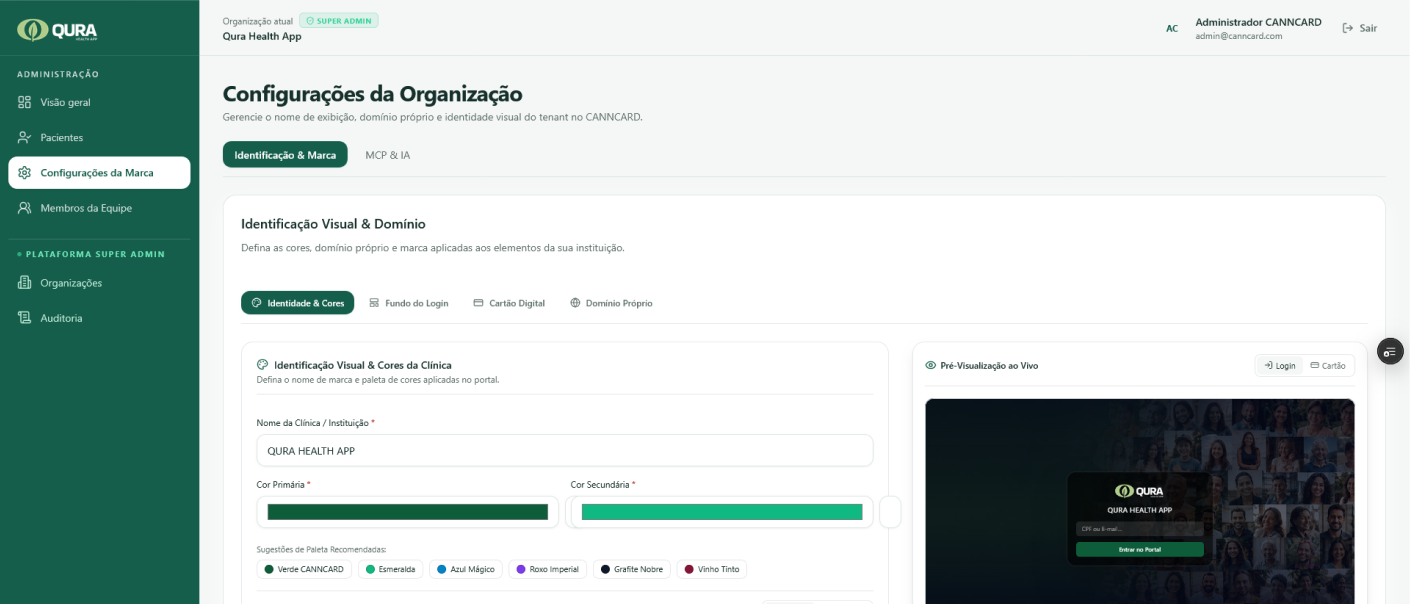 QURA
HEALTH APP
ADMINISTRAÇÃO
Visão geral
Pacientes
Configurações da Marca
Membros da Equipe
PLATAFORMA SUPER ADMIN
Organizações
Auditoria
Organização atual
SUPER ADMIN
Qura Health App
AC
Administrador CANNCARD
admin@canncard.com
Sair
Configurações da Organização
Gerencie o nome de exibição, domínio próprio e identidade visual do tenant no CANNCARD.
Identificação & Marca
MCP & IA
Identificação Visual & Domínio
Defina as cores, domínio próprio e marca aplicadas aos elementos da sua instituição.
Identidade & Cores
Fundo do Login
Cartão Digital
Domínio Próprio
Identificação Visual & Cores da Clínica
Defina o nome de marca e paleta de cores aplicadas no portal.
Nome da Clínica / Instituição *
QURA HEALTH APP
Cor Primária *
Cor Secundária *
Sugestões de Paleta Recomendadas:
Verde CANNCARD
Esmeralda
Azul Mágico
Roxo Imperial
Grafite Nobre
Vinho Tinto
Pré-Visualização ao Vivo
Login
Cartão
QURA
QURA HEALTH APP
CPF ou E-mail...
Entrar no Portal